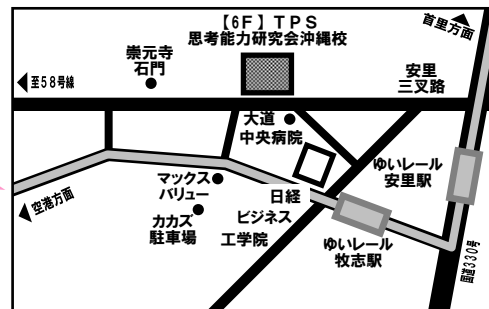 【6F】TPS
思考能力研究会沖縄校
首里方面
崇元寺
石門
安里
三叉路
至58号線
大道
中央病院
ゆいレール
安里駅
マックス
バリュー
日経
ビジネス
工学院
カカズ
駐車場
空港方面
ゆいレール
牧志駅
国道330号